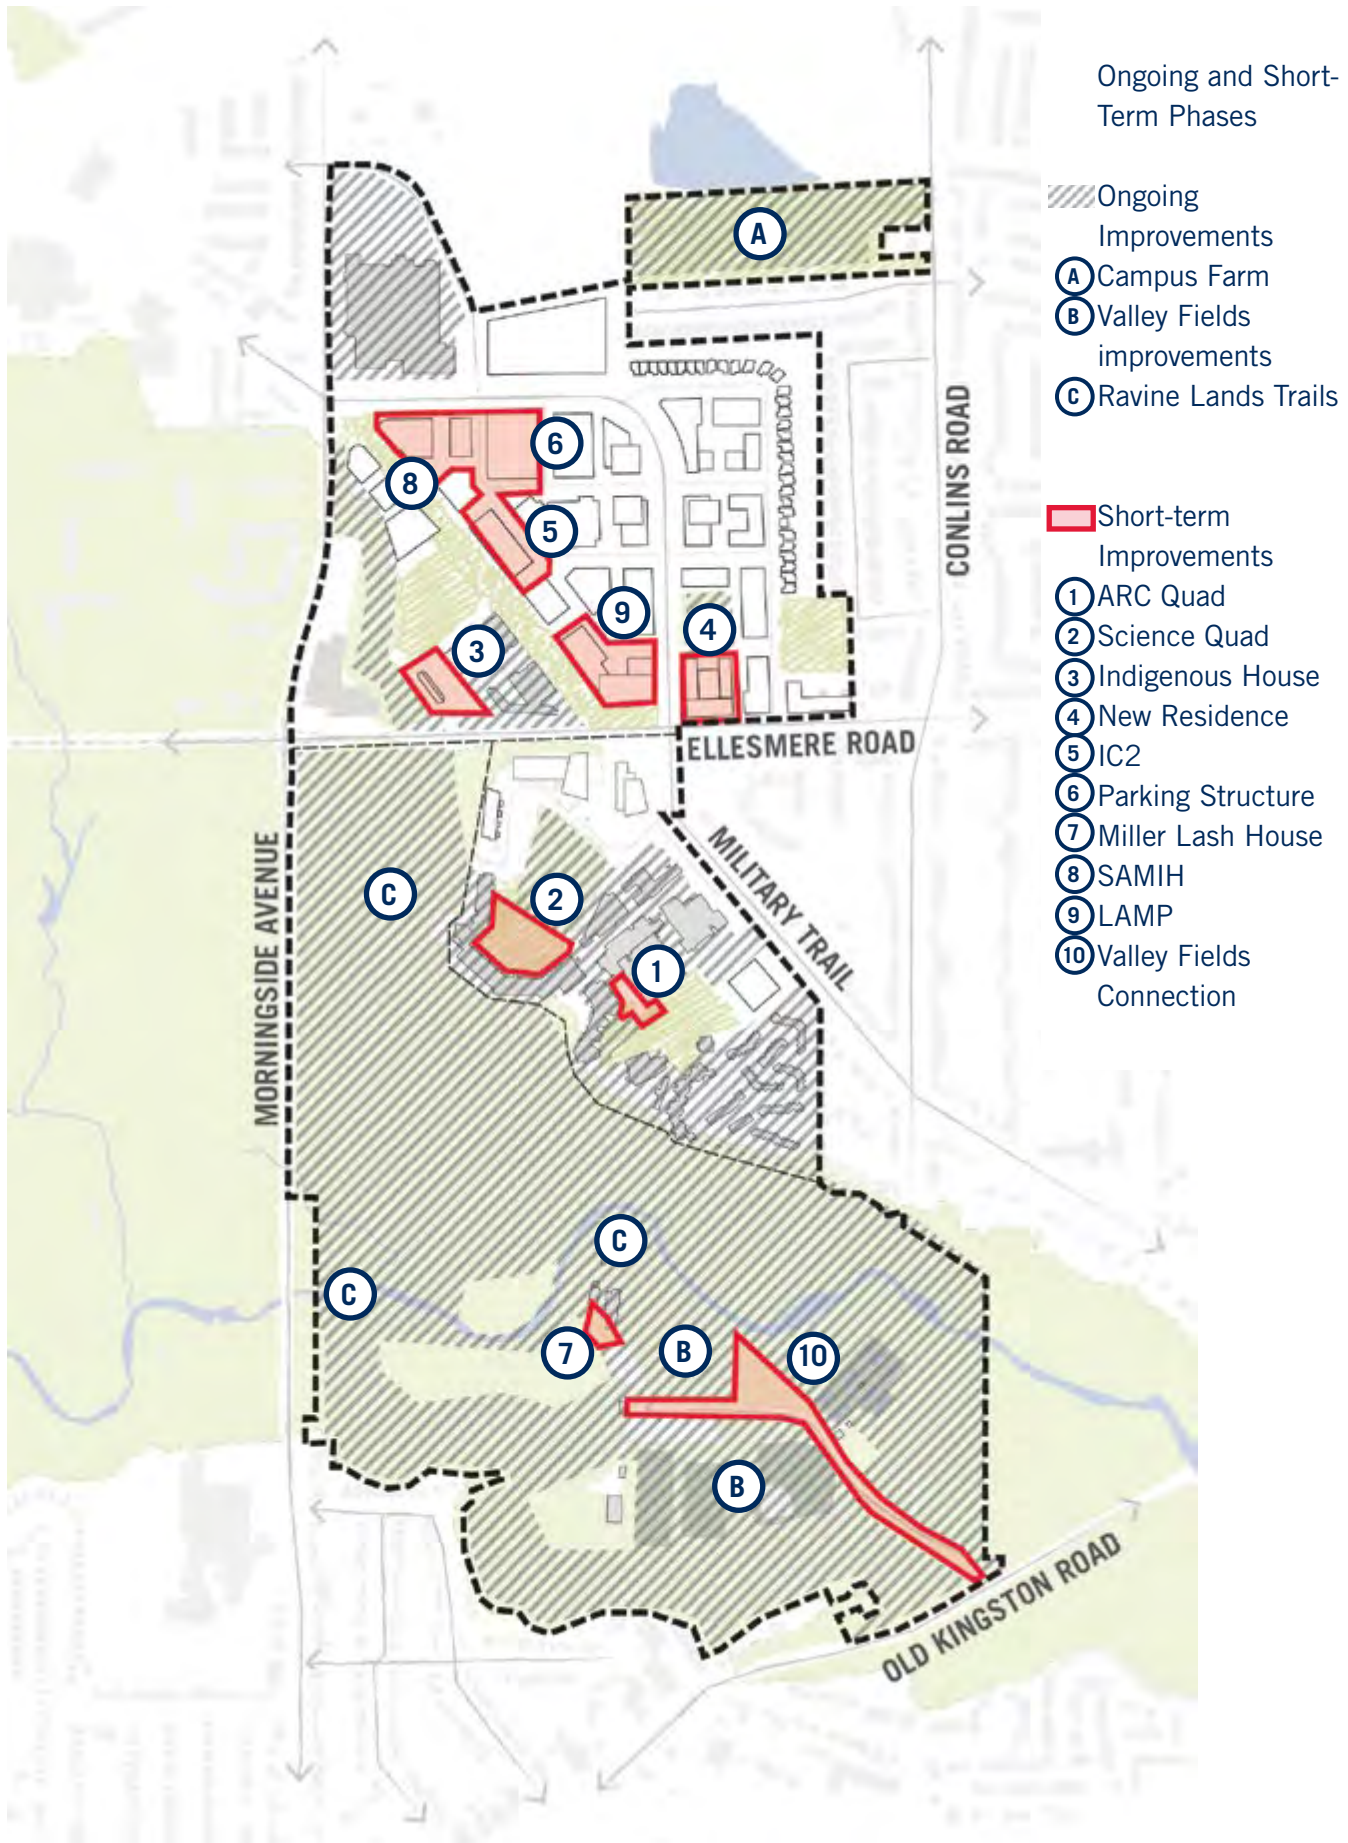 Ongoing and Short-
Term Phases
Ongoing
Improvements
A Campus Farm
B Valley Fields
improvements
C Ravine Lands Trails
Short-term
Improvements
1 ARC Quad
2 Science Quad
3 Indigenous House
4 New Residence
5 IC2
6 Parking Structure
7 Miller Lash House
8 SAMIH
9 LAMP
10 Valley Fields
Connection
A
CONLINS ROAD
6
8
5
9
4
3
ELLESMERE ROAD
MORNINGSIDE AVENUE
MILITARY TRAIL
C
2
1
C
C
7
B
10
B
OLD KINGSTON ROAD